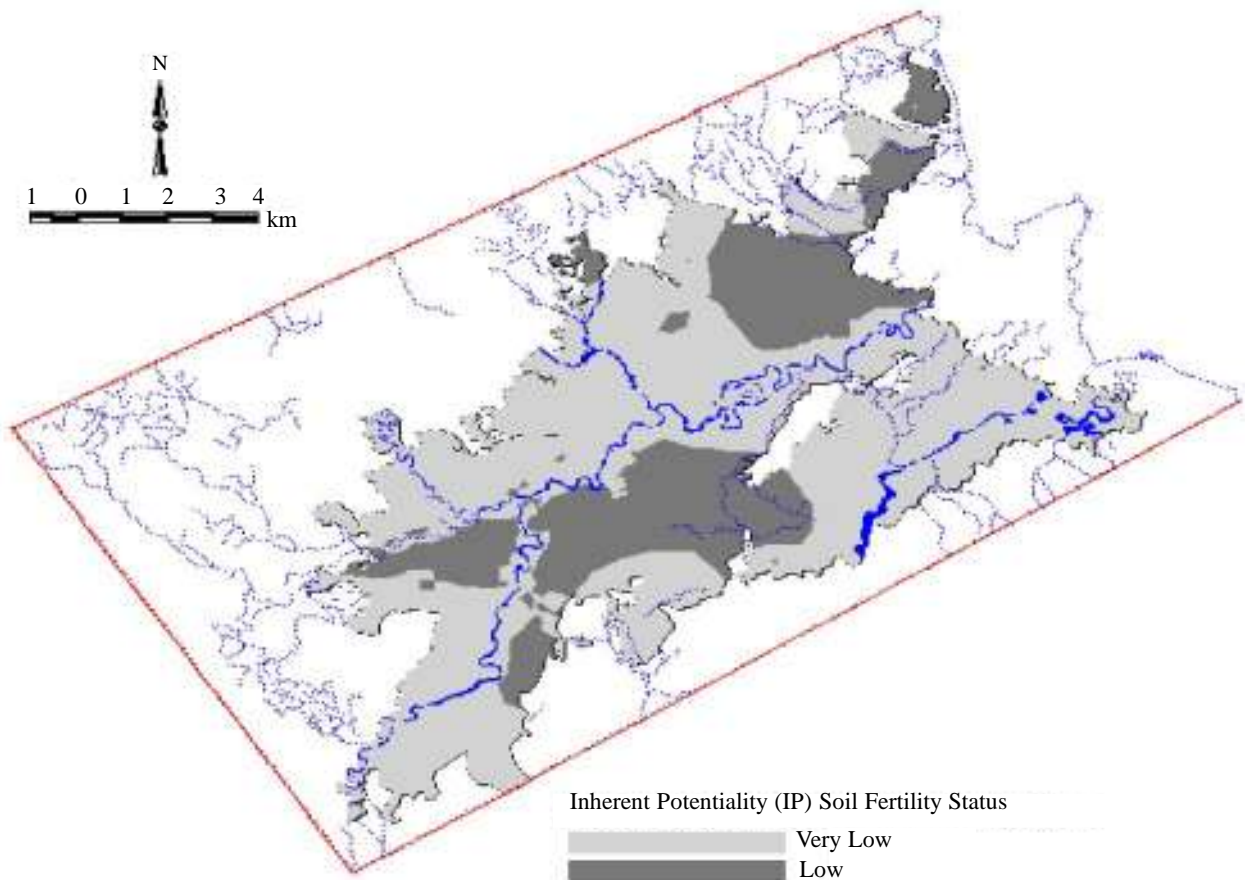 N
1 0 1 2 3 4
km
Inherent Potentiality (IP) Soil Fertility Status
Very Low
Low